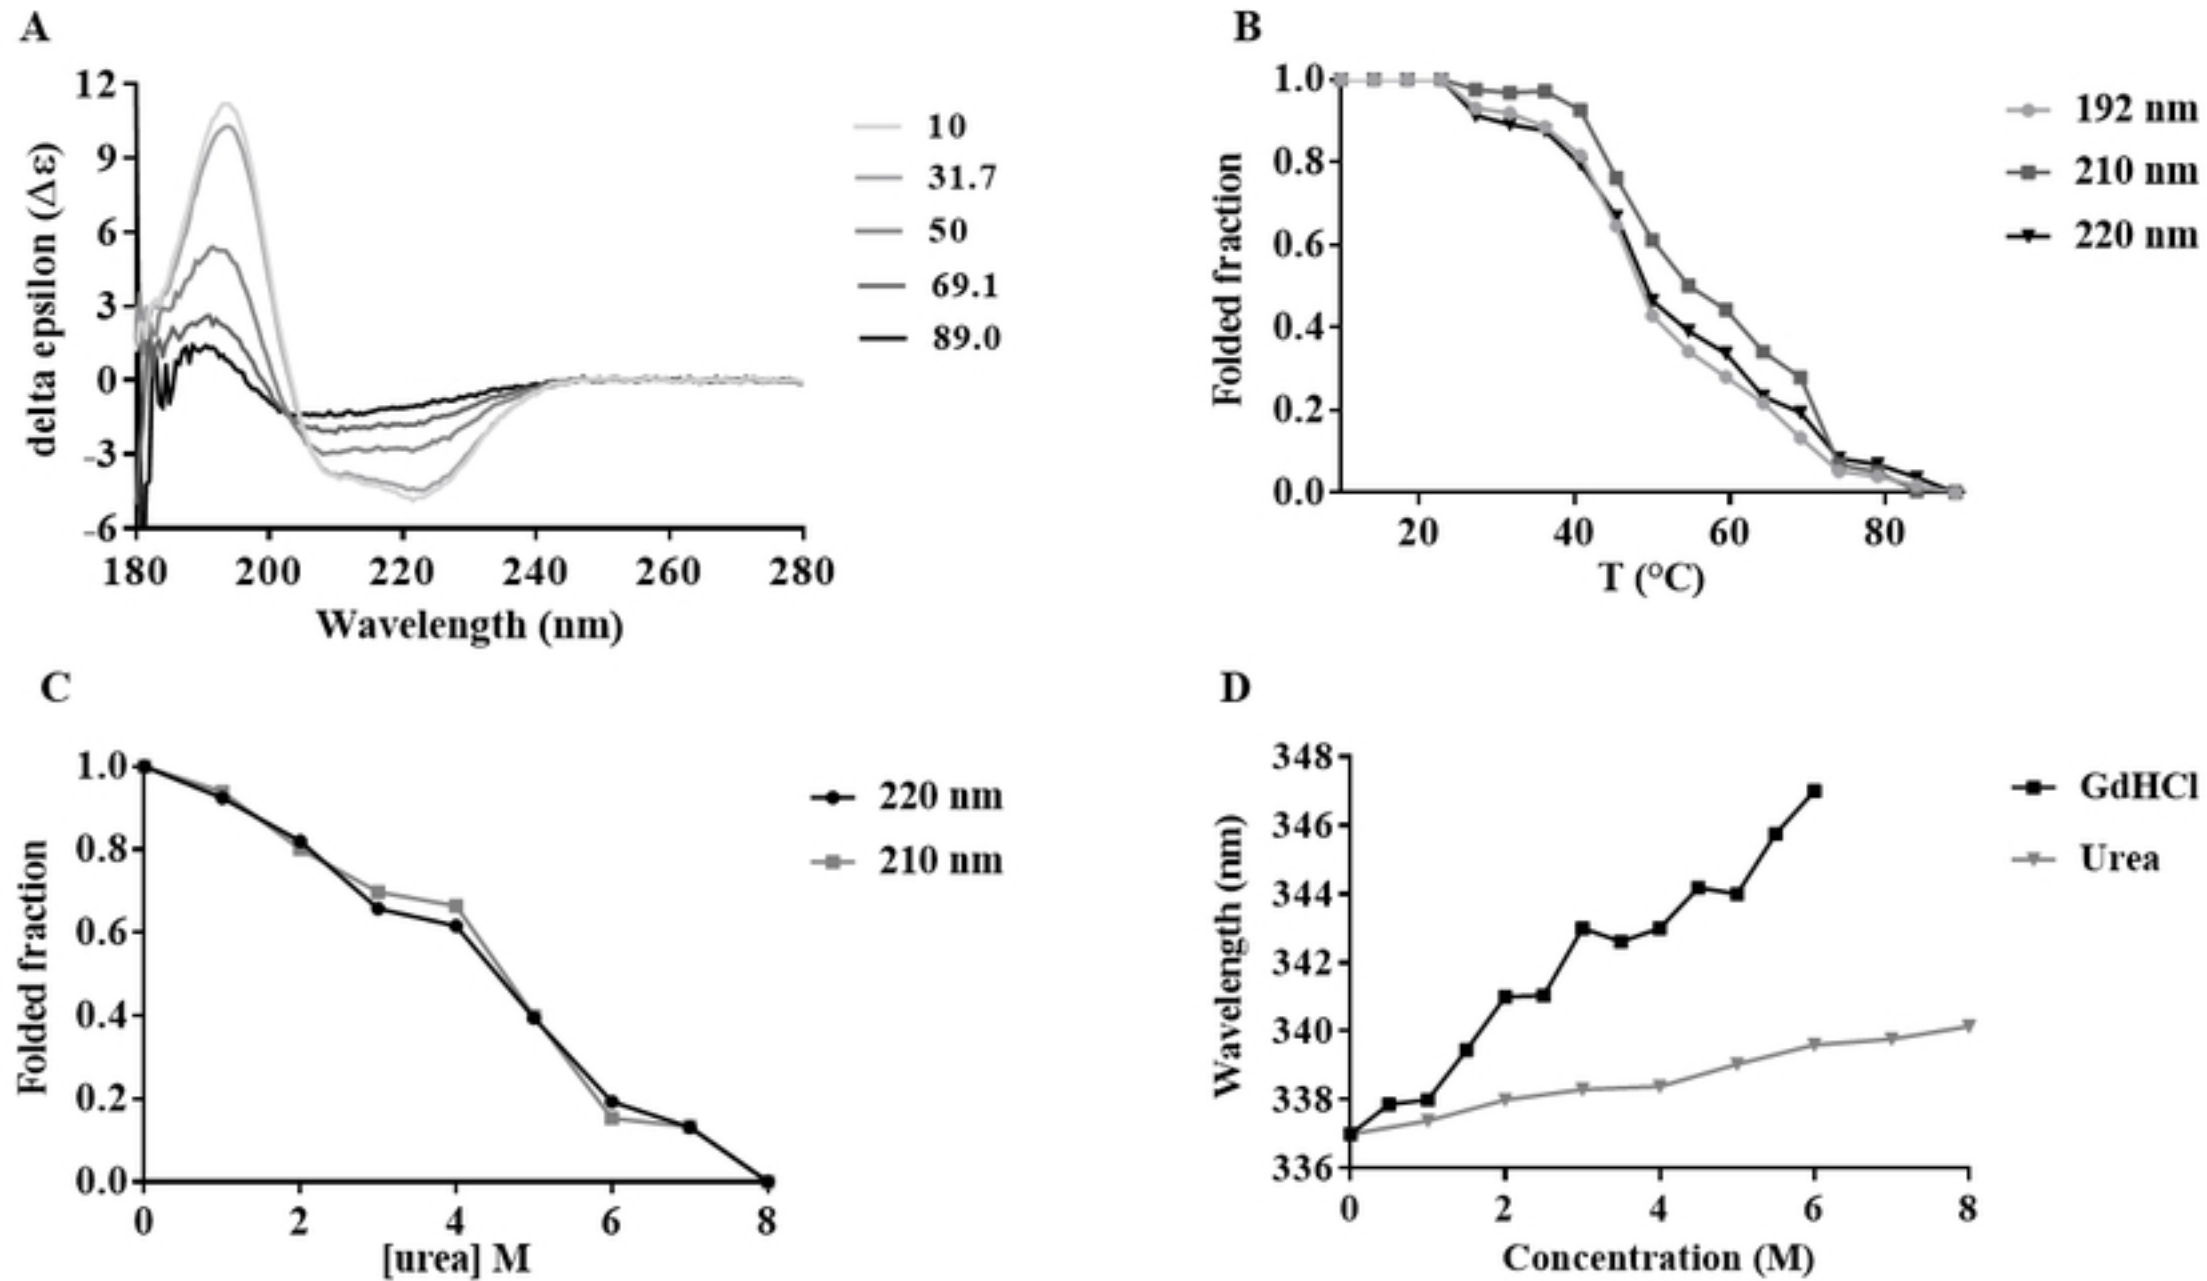 A
12
9
6
3
0
-3
-6
180 200 220 240 260 280
delta epsilon (Δε)
Wavelength (nm)
10
31.7
50
69.1
89.0
B
1.0
0.8
0.6
0.4
0.2
0.0
20 40 60 80
Folded fraction
T (°C)
192 nm
210 nm
220 nm
C
1.0
0.8
0.6
0.4
0.2
0.0
0 2 4 6 8
Folded fraction
[urea] M
220 nm
210 nm
D
348
346
344
342
340
338
336
0 2 4 6 8
Wavelength (nm)
Concentration (M)
GdHCl
Urea